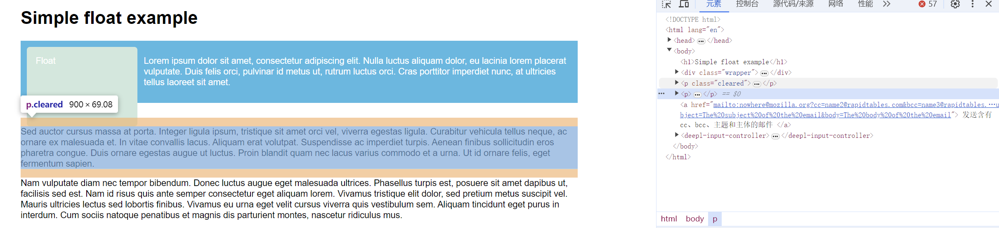 Simple float example
Float
Lorem ipsum dolor sit amet, consectetur adipiscing elit. Nulla luctus aliquam dolor, eu lacinia lorem placerat
vulputate. Duis felis orci, pulvinar id metus ut, rutrum luctus orci. Cras porttitor imperdiet nunc, at ultricies
tellus laoreet sit amet.
p.cleared 900 × 69.08
Sed auctor cursus massa at porta. Integer ligula ipsum, tristique sit amet orci vel, viverra egestas ligula. Curabitur vehicula tellus neque, ac
ornare ex malesuada et. In vitae convallis lacus. Aliquam erat volutpat. Suspendisse ac imperdiet turpis. Aenean finibus sollicitudin eros
pharetra congue. Duis ornare egestas augue ut luctus. Proin blandit quam nec lacus varius commodo et a urna. Ut id ornare felis, eget
fermentum sapien.
Nam vulputate diam nec tempor bibendum. Donec luctus augue eget malesuada ultrices. Phasellus turpis est, posuere sit amet dapibus ut,
facilisis sed est. Nam id risus quis ante semper consectetur eget aliquam lorem. Vivamus tristique elit dolor, sed pretium metus suscipit vel.
Mauris ultricies lectus sed lobortis finibus. Vivamus eu urna eget velit cursus viverra quis vestibulum sem. Aliquam tincidunt eget purus in
interdum. Cum sociis natoque penatibus et magnis dis parturient montes, nascetur ridiculus mus.
元素 控制台 源代码/来源 网络 性能 57
<!DOCTYPE html>
<html lang="en">
<head> ••• </head>
<body>
<h1>Simple float example</h1>
<div class="wrapper"> ••• </div>
<p class="cleared"> ••• </p>
••• <p> ••• </p> == $0
<a href="mailto:nowhere@mozilla.org?cc=name2@rapidtables.com&bcc=name3@rapidtables.…u
bject=The%20subject%20of%20the%20email&body=The%20body%20of%20the%20email"> 发送含有
cc、bcc、主题和主体的邮件 </a>
<deepl-input-controller> ••• </deepl-input-controller>
</body>
</html>
html body p